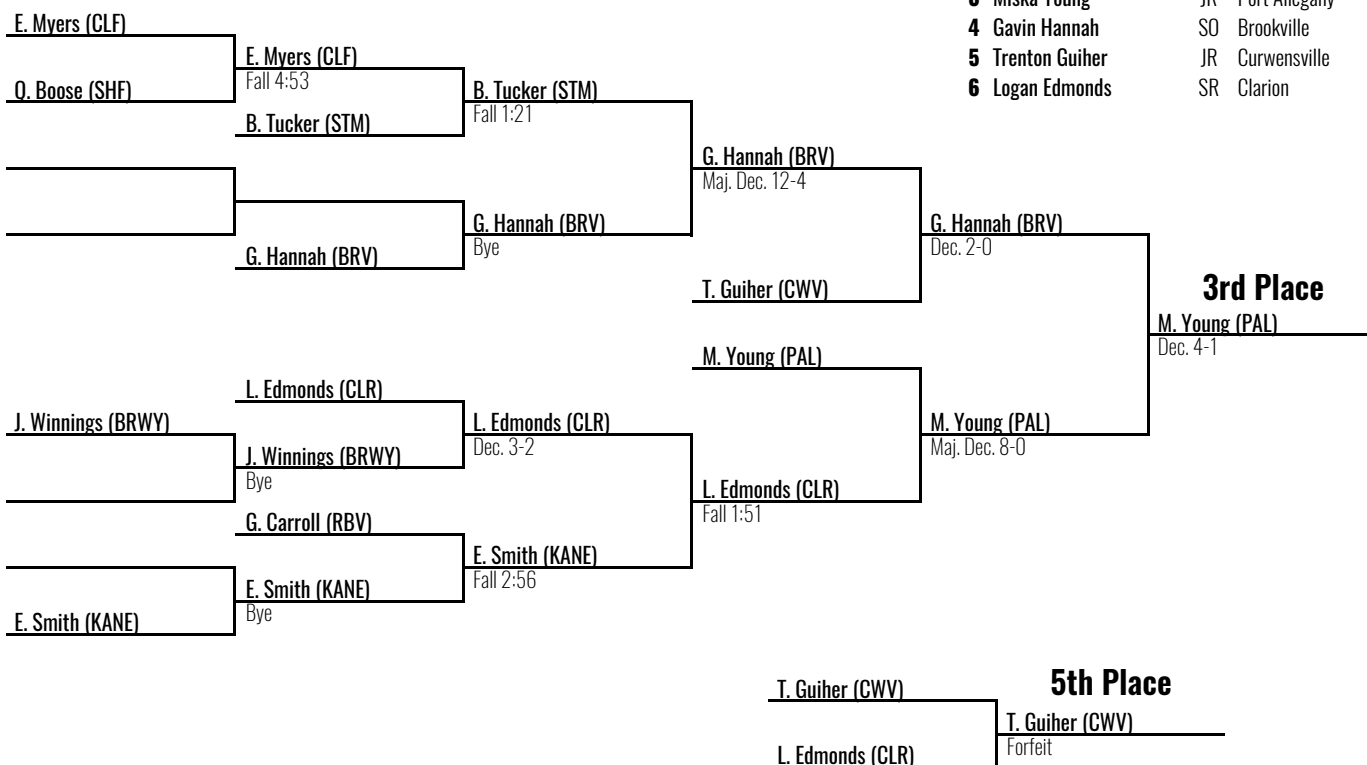 3 Miska Young JR Port Allegany
4 Gavin Hannah SO Brookville
5 Trenton Guiher JR Curwensville
6 Logan Edmonds SR Clarion
E. Myers (CLF)
Q. Boose (SHF)
E. Myers (CLF)
Fall 4:53
B. Tucker (STM)
B. Tucker (STM)
Fall 1:21
G. Hannah (BRV)
G. Hannah (BRV)
Bye
G. Hannah (BRV)
Maj. Dec. 12-4
T. Guiher (CWV)
G. Hannah (BRV)
Dec. 2-0
3rd Place
M. Young (PAL)
Dec. 4-1
M. Young (PAL)
L. Edmonds (CLR)
J. Winnings (BRWY)
J. Winnings (BRWY)
Bye
L. Edmonds (CLR)
Dec. 3-2
M. Young (PAL)
Maj. Dec. 8-0
L. Edmonds (CLR)
Fall 1:51
G. Carroll (RBV)
E. Smith (KANE)
E. Smith (KANE)
Bye
E. Smith (KANE)
Fall 2:56
5th Place
T. Guiher (CWV)
L. Edmonds (CLR)
T. Guiher (CWV)
Forfeit